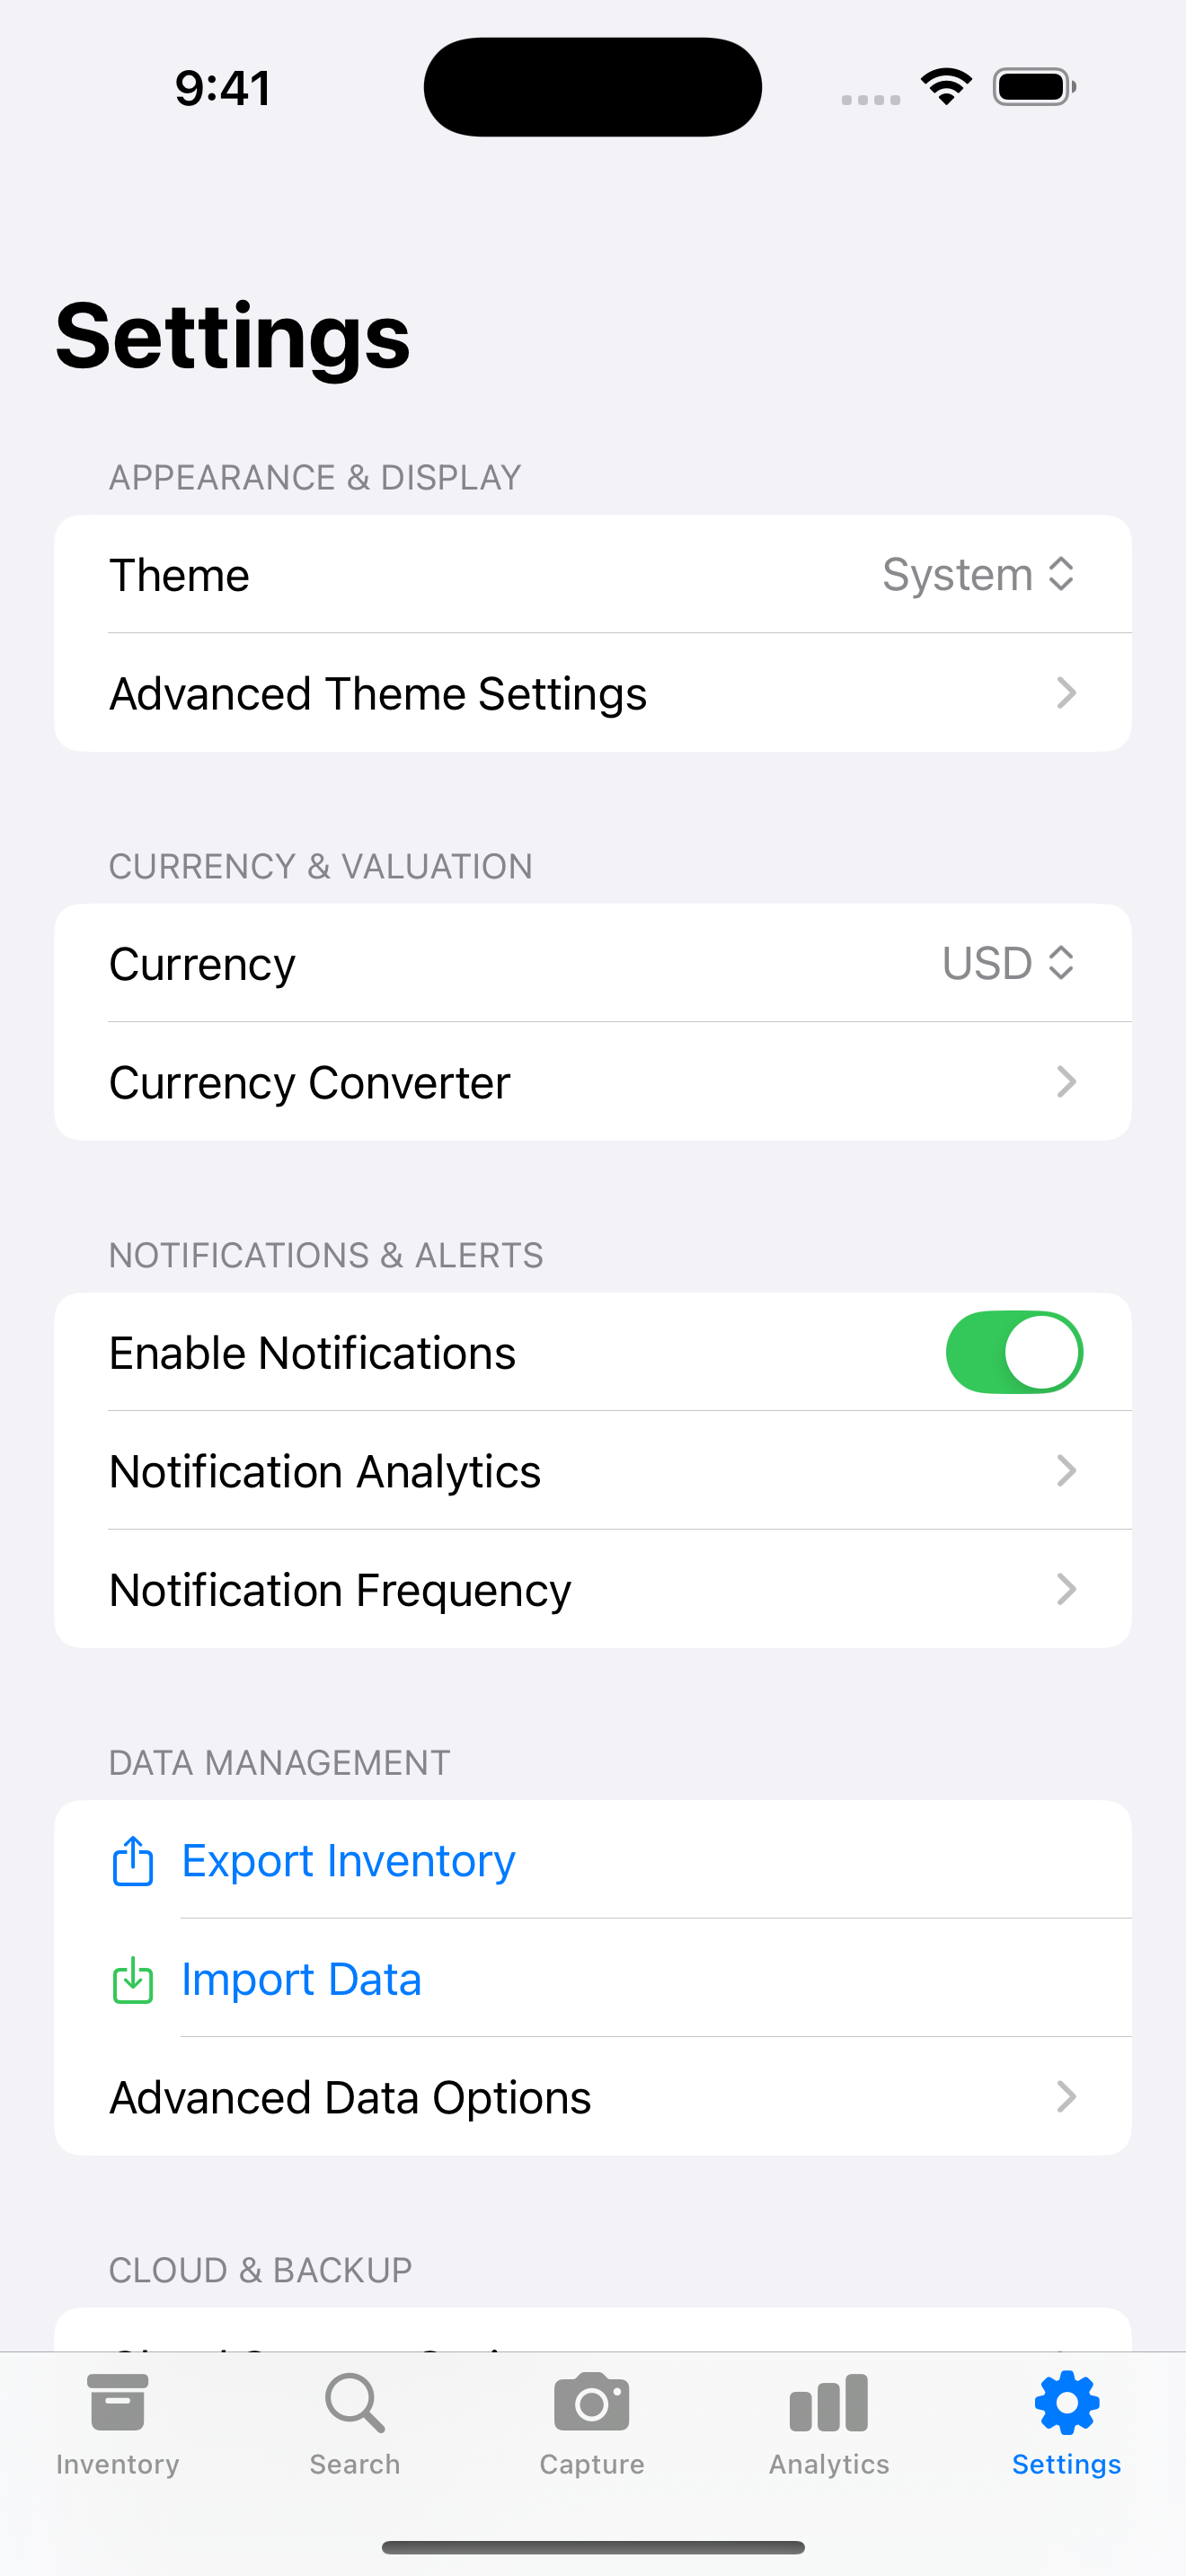 9:41
Settings
APPEARANCE & DISPLAY
Theme System
Advanced Theme Settings
CURRENCY & VALUATION
Currency USD
Currency Converter
NOTIFICATIONS & ALERTS
Enable Notifications
Notification Analytics
Notification Frequency
DATA MANAGEMENT
Export Inventory
Import Data
Advanced Data Options
CLOUD & BACKUP
Inventory Search Capture Analytics Settings